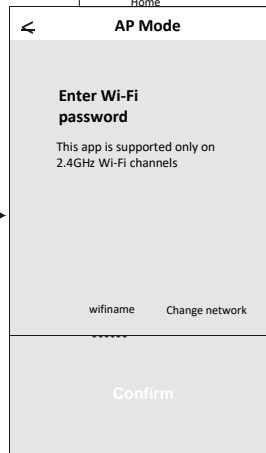 Home
AP Mode
Enter Wi-Fi
password
This app is supported only on
2.4GHz Wi-Fi channels
wifiname Change network
Confirm